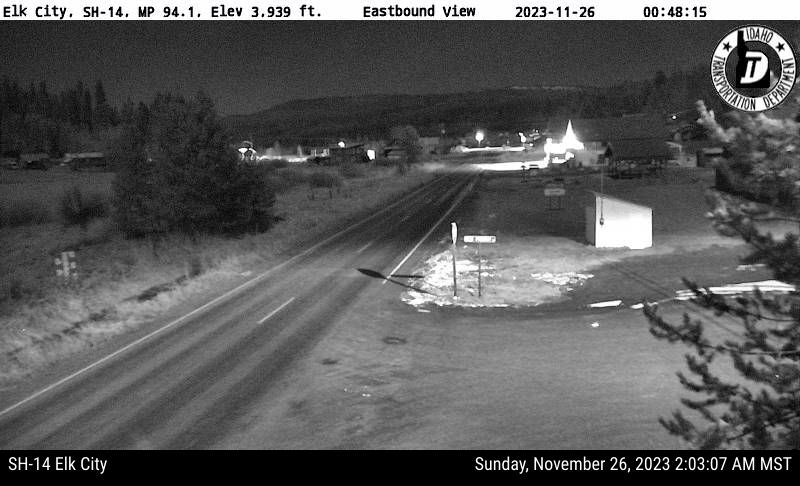 Elk City, SH-14, MP 94.1, Elev 3,939 ft. Eastbound View 2023-11-26 00:48:15
IDAHO
TRANSPORTATION DEPARTMENT
SH-14 Elk City Sunday, November 26, 2023 2:03:07 AM MST